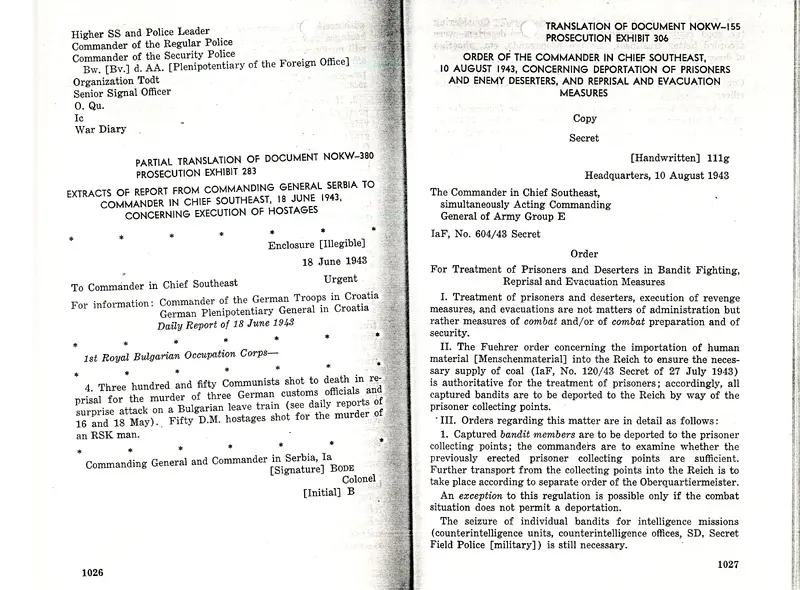 Higher SS and Police Leader
Commander of the Regular Police
Commander of the Security Police
Bw. [Bv.] d. AA. [Plenipotentiary of the Foreign Office]
Organization Todt
Senior Signal Officer
O. Qu.
Ic
War Diary
PARTIAL TRANSLATION OF DOCUMENT NOKW–380
PROSECUTION EXHIBIT 283
EXTRACTS OF REPORT FROM COMMANDING GENERAL SERBIA TO
COMMANDER IN CHIEF SOUTHEAST, 18 JUNE 1943,
CONCERNING EXECUTION OF HOSTAGES
* * * * * * *
Enclosure [Illegible]
18 June 1943
Urgent
To Commander in Chief Southeast
For information: Commander of the German Troops in Croatia
German Plenipotentiary General in Croatia
Daily Report of 18 June 1943
* * * * * * *
1st Royal Bulgarian Occupation Corps—
* * * * * * *
4. Three hundred and fifty Communists shot to death in re-
prisal for the murder of three German customs officials and
surprise attack on a Bulgarian leave train (see daily reports of
16 and 18 May). Fifty D.M. hostages shot for the murder of
an RSK man.
* * * * * * *
Commanding General and Commander in Serbia, Ia
[Signature] BODE
Colonel
[Initial] B
1026
TRANSLATION OF DOCUMENT NOKW–155
PROSECUTION EXHIBIT 306
ORDER OF THE COMMANDER IN CHIEF SOUTHEAST,
10 AUGUST 1943, CONCERNING DEPORTATION OF PRISONERS
AND ENEMY DESERTERS, AND REPRISAL AND EVACUATION
MEASURES
Copy
Secret
[Handwritten] 111g
Headquarters, 10 August 1943
The Commander in Chief Southeast,
simultaneously Acting Commanding
General of Army Group E
IaF, No. 604/43 Secret
Order
For Treatment of Prisoners and Deserters in Bandit Fighting,
Reprisal and Evacuation Measures
I. Treatment of prisoners and deserters, execution of revenge
measures, and evacuations are not matters of administration but
rather measures of combat and/or of combat preparation and of
security.
II. The Fuehrer order concerning the importation of human
material [Menschenmaterial] into the Reich to ensure the neces-
sary supply of coal (IaF, No. 120/43 Secret of 27 July 1943)
is authoritative for the treatment of prisoners; accordingly, all
captured bandits are to be deported to the Reich by way of the
prisoner collecting points.
III. Orders regarding this matter are in detail as follows:
1. Captured bandit members are to be deported to the prisoner
collecting points; the commanders are to examine whether the
previously erected prisoner collecting points are sufficient.
Further transport from the collecting points into the Reich is to
take place according to separate order of the Oberquartiermeister.
An exception to this regulation is possible only if the combat
situation does not permit a deportation.
The seizure of individual bandits for intelligence missions
(counterintelligence units, counterintelligence offices, SD, Secret
Field Police [military]) is still necessary.
1027